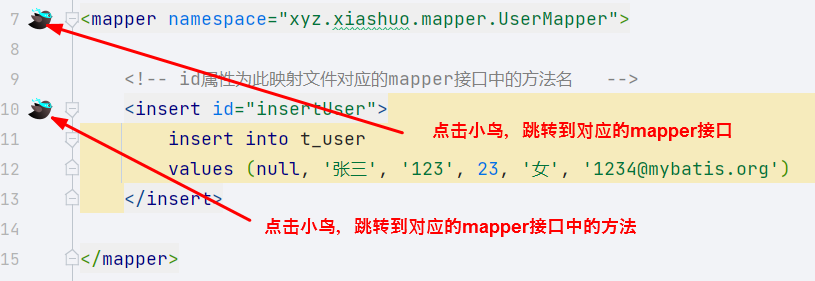 7 <mapper namespace="xyz.xiashuo.mapper.UserMapper">
8
9 <!-- id属性为此映射文件对应的mapper接口中的方法名 -->
10 <insert id="insertUser">
点击小鸟，跳转到对应的mapper接口
11 insert into t_user
12 values (null, '张三', '123', 23, '女', '1234@mybatis.org')
13 </insert>
点击小鸟，跳转到对应的mapper接口中的方法
14
15 </mapper>